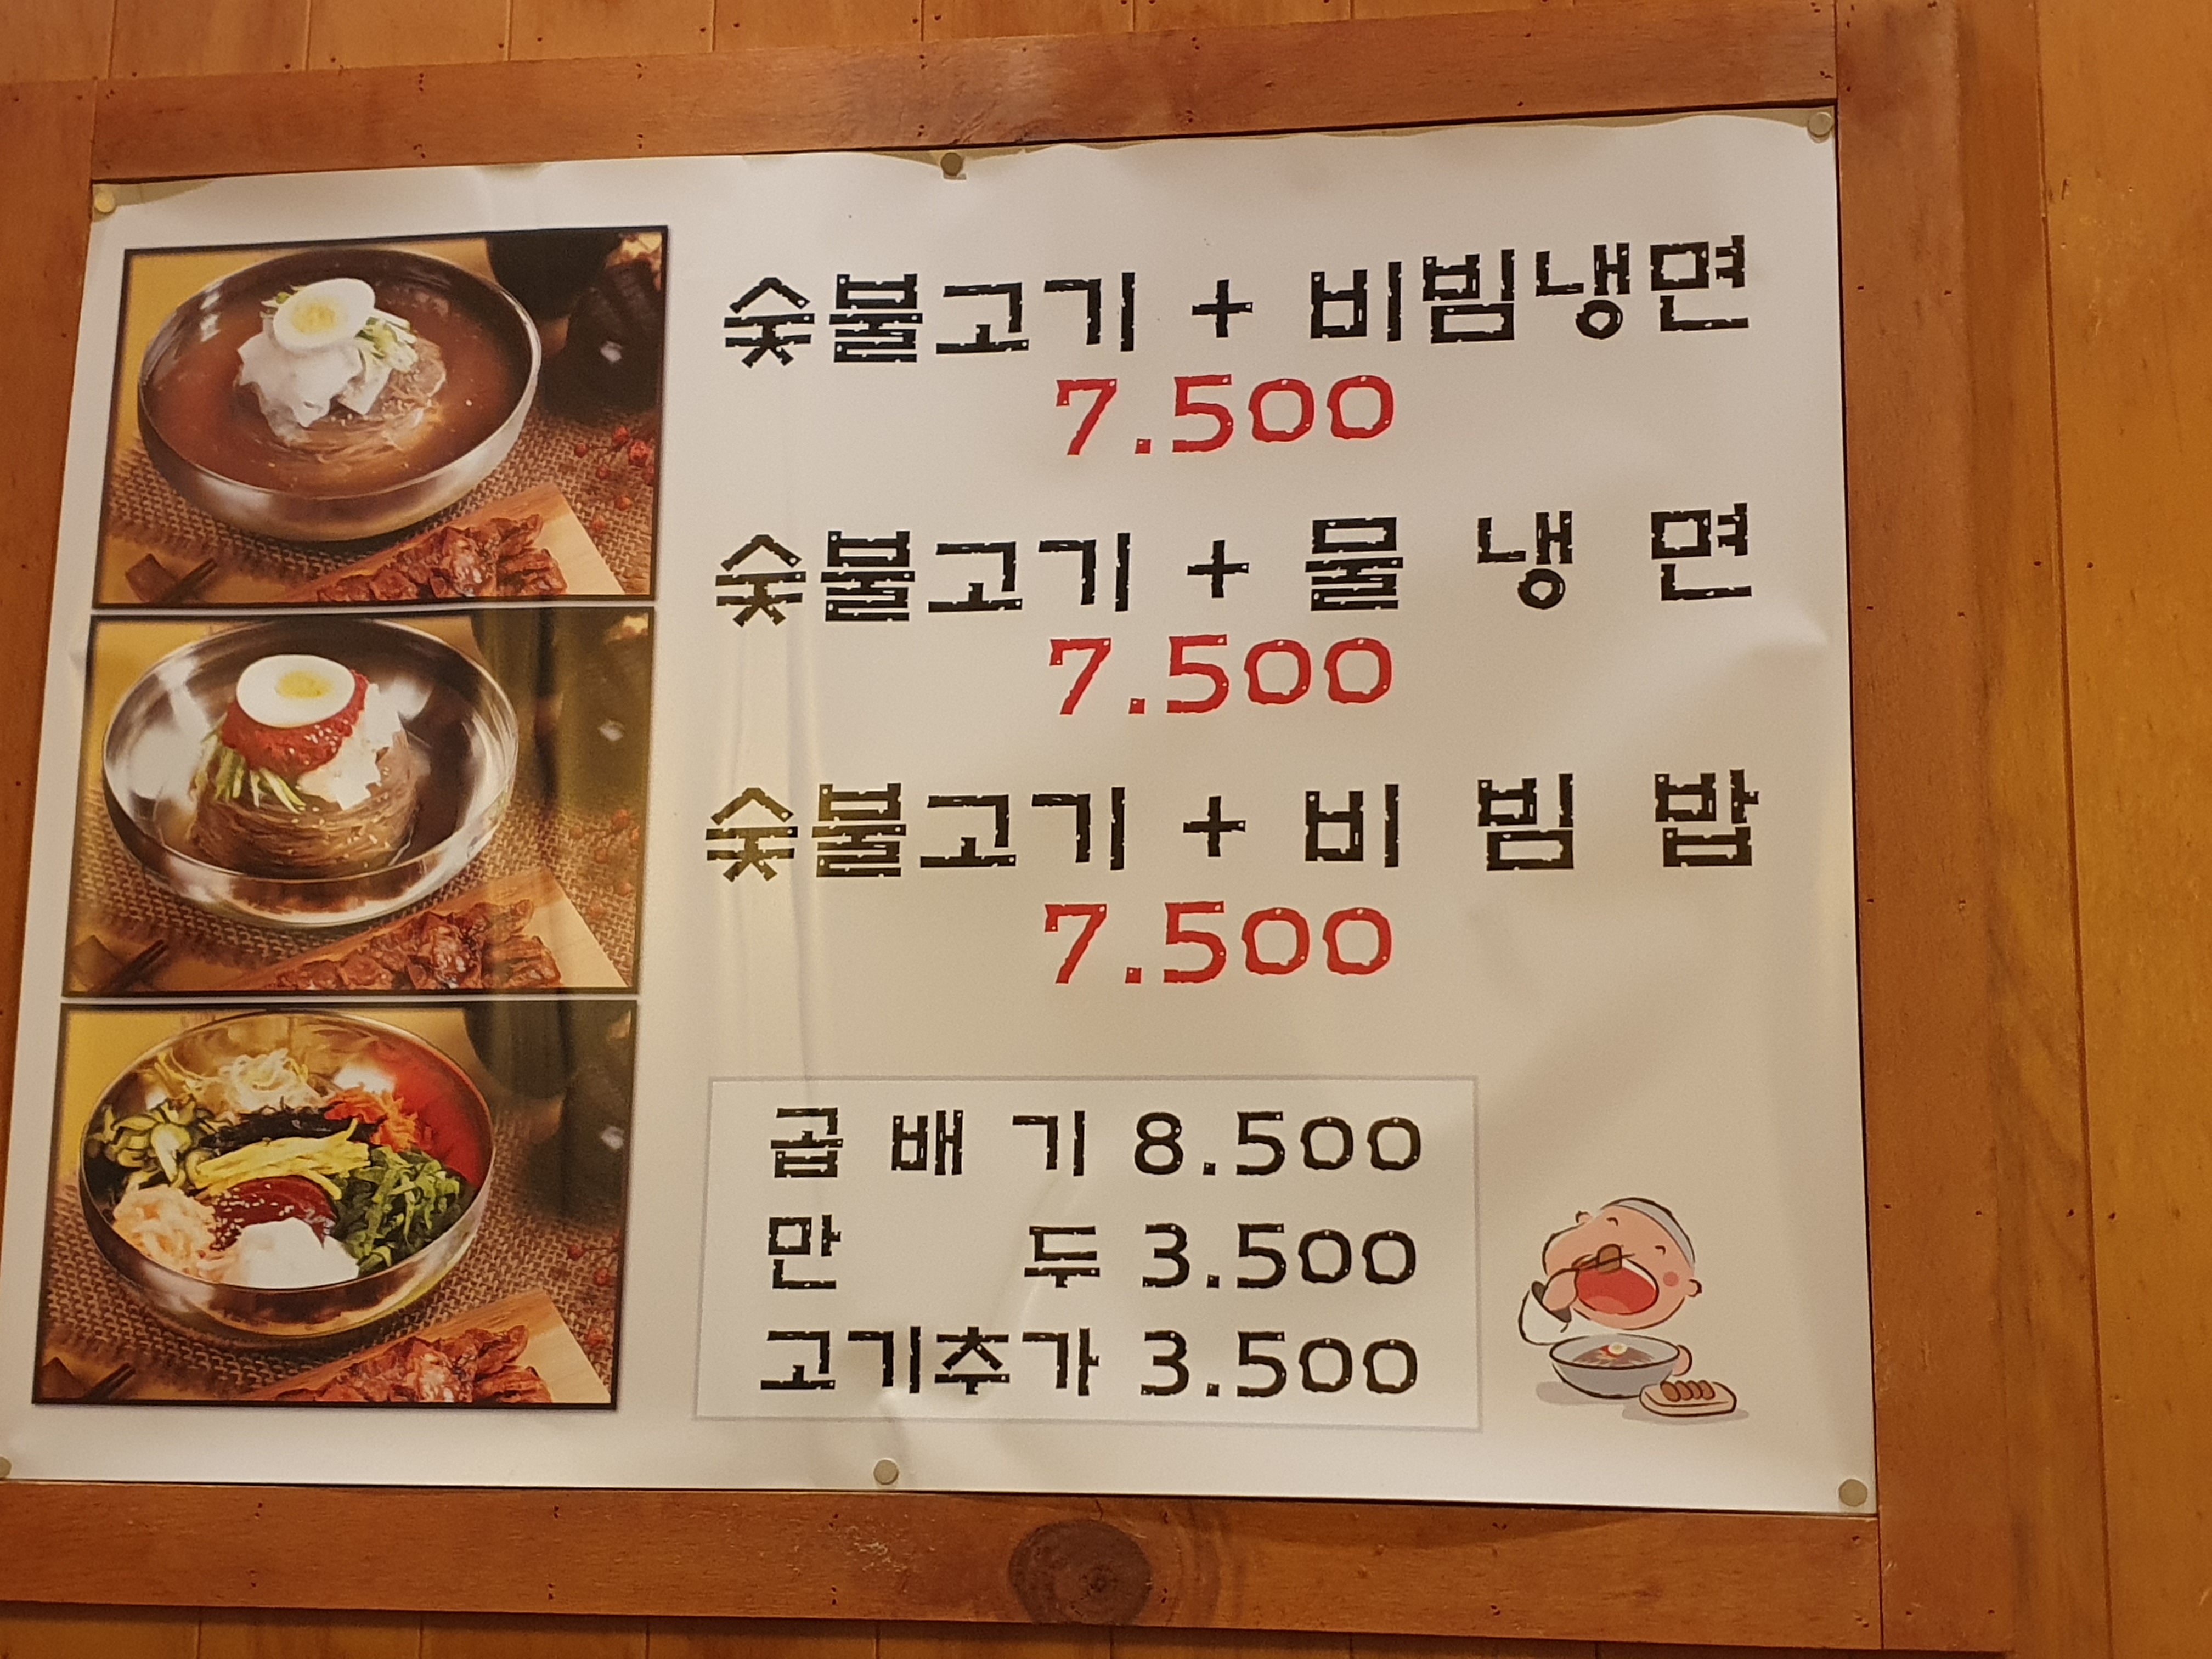 숯불고기 + 비빔냉면
7.500
숯불고기 + 물 냉 면
7.500
숯불고기 + 비 빔 밥
7.500
곱 배 기 8.500
만 두 3.500
고기추가 3.500